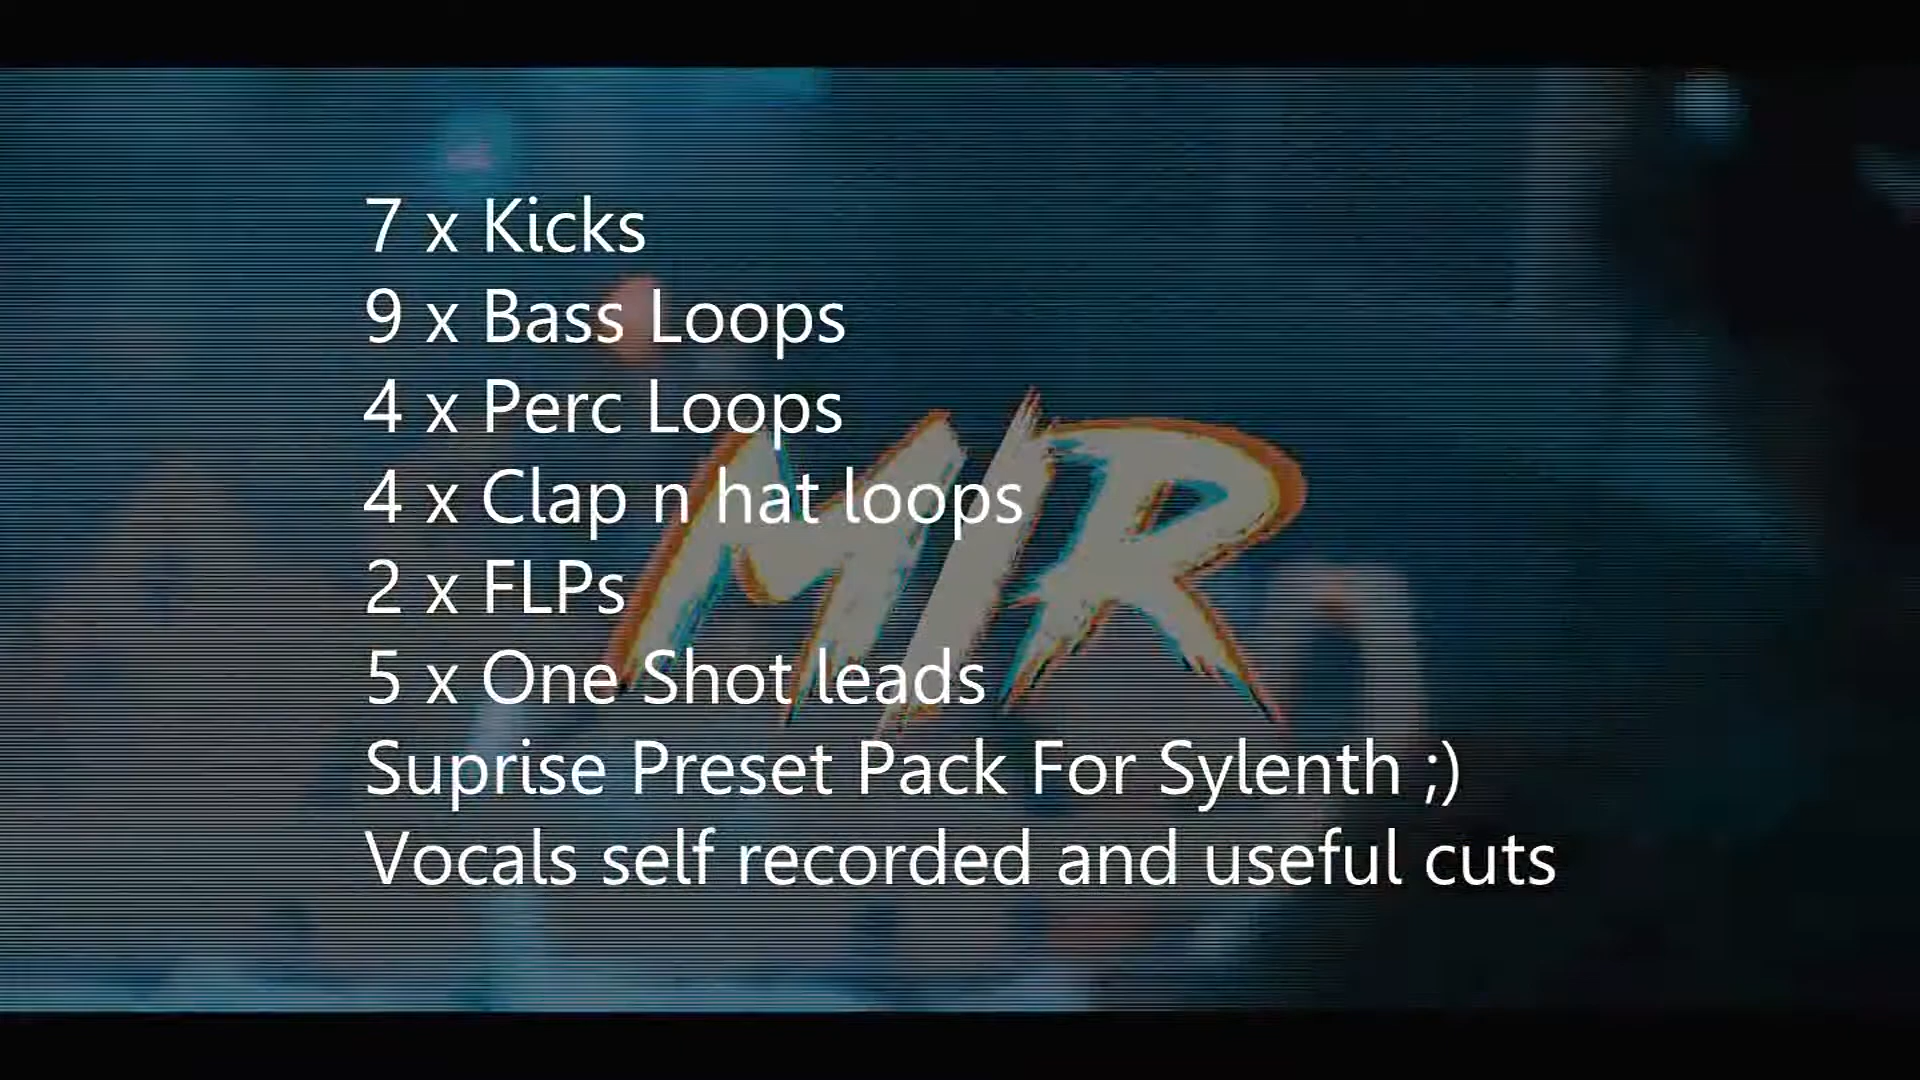 7 x Kicks
9 x Bass Loops
4 x Perc Loops
4 x Clap n hat loops
2 x FLPs
5 x One Shot leads
Suprise Preset Pack For Sylenth ;)
Vocals self recorded and useful cuts
MIR